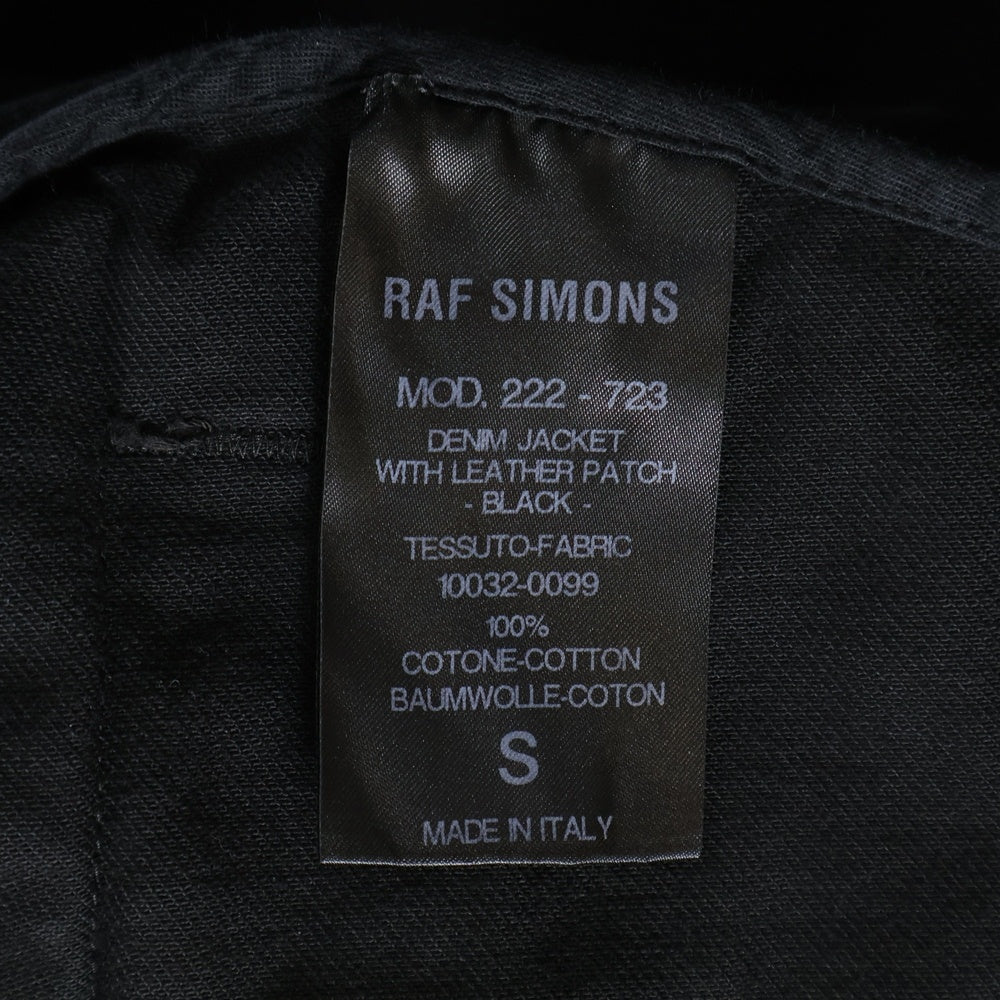 RAF SIMONS
MOD. 222 - 723
DENIM JACKET
WITH LEATHER PATCH
- BLACK -
TESSUTO-FABRIC
10032-0099
100%
COTONE-COTTON
BAUMWOLLE-COTON
S
MADE IN ITALY